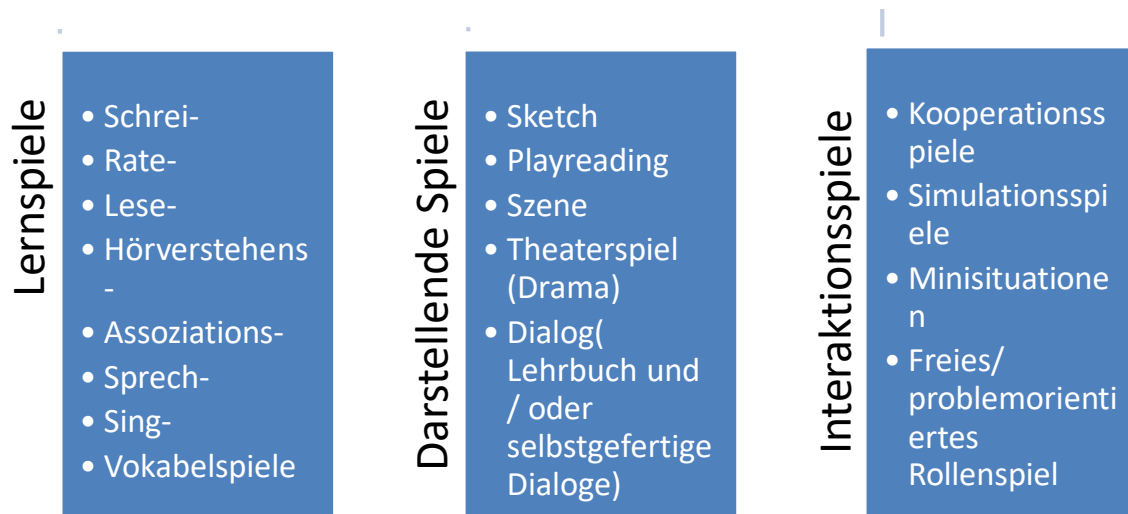 Lernspiele
• Schrei-
• Rate-
• Lese-
• Hörverstehens
-
• Assoziations-
• Sprech-
• Sing-
• Vokabelspiele
Darstellende Spiele
• Sketch
• Playreading
• Szene
• Theaterspiel
(Drama)
• Dialog(
Lehrbuch und
/ oder
selbstgefertige
Dialoge)
Interaktionsspiele
• Kooperationss
piele
• Simulationsspi
ele
• Minisituatione
n
• Freies/
problemorienti
ertes
Rollenspiel